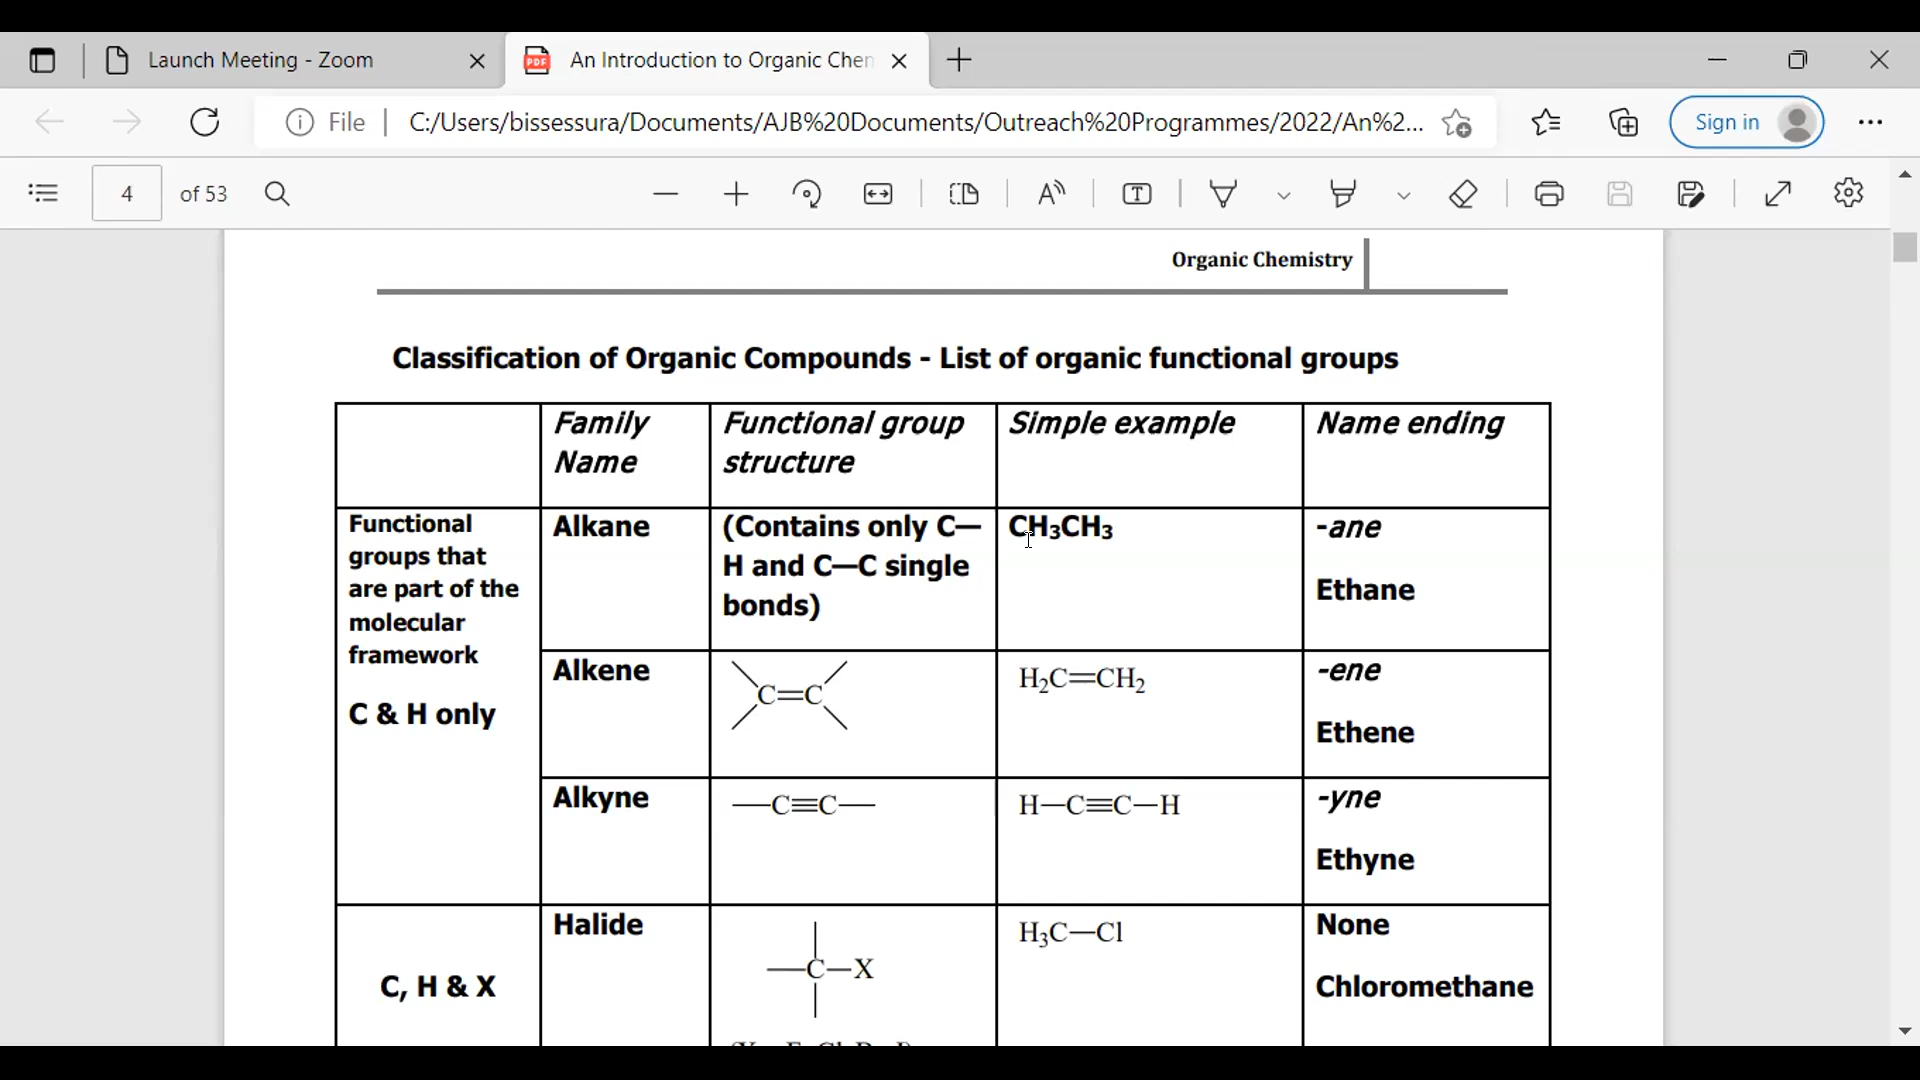 Launch Meeting - Zoom
An Introduction to Organic Chem
File
C:/Users/bissessura/Documents/AJB%20Documents/Outreach%20Programmes/2022/An%2...
Sign in
4 of 53
Organic Chemistry
Classification of Organic Compounds - List of organic functional groups
Family
Name
Functional group
structure
Simple example
Name ending
Functional
groups that
are part of the
molecular
framework
C & H only
Alkane
(Contains only C—
H and C—C single
bonds)
CH₃CH₃
-ane
Ethane
Alkene
C=C
H₂C=CH₂
-ene
Ethene
Alkyne
—C≡C—
H—C≡C—H
-yne
Ethyne
C, H & X
Halide
—C—X
H₃C—Cl
None
Chloromethane